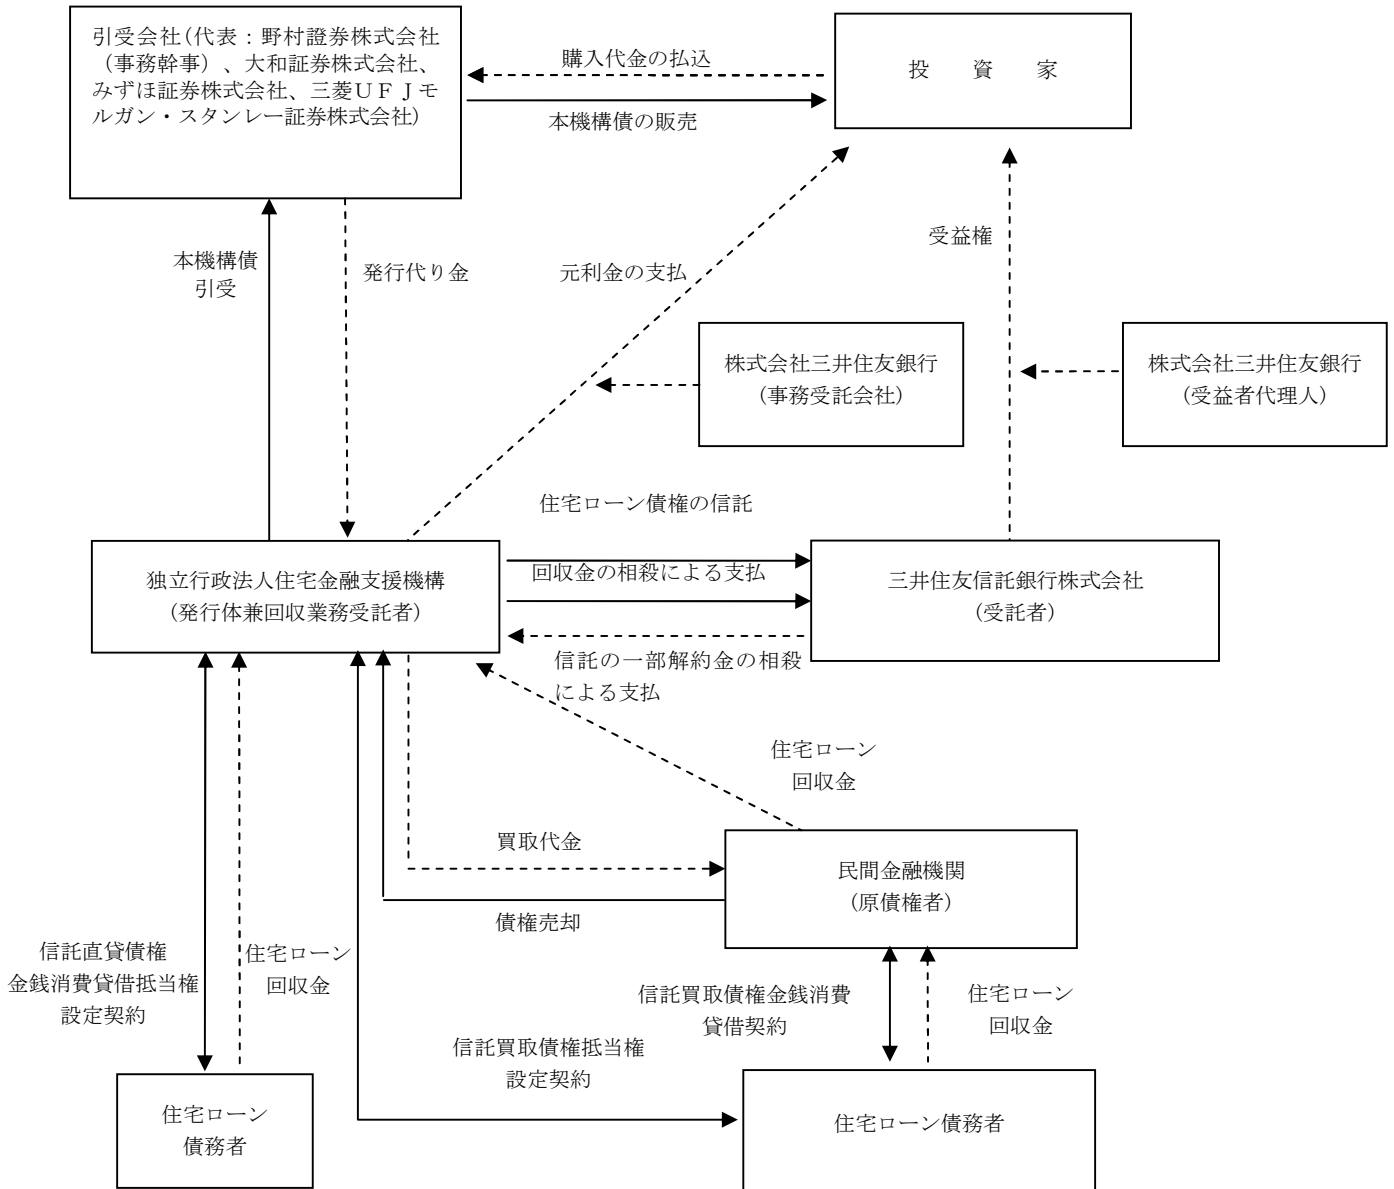 引受会社(代表：野村證券株式会社
（事務幹事）、大和証券株式会社、
みずほ証券株式会社、三菱ＵＦＪモ
ルガン・スタンレー証券株式会社)
購入代金の払込
本機構債の販売
投　資　家
本機構債
引受
発行代り金
元利金の支払
受益権
株式会社三井住友銀行
（事務受託会社）
株式会社三井住友銀行
（受益者代理人）
住宅ローン債権の信託
独立行政法人住宅金融支援機構
（発行体兼回収業務受託者）
回収金の相殺による支払
三井住友信託銀行株式会社
（受託者）
信託の一部解約金の相殺
による支払
住宅ローン
回収金
買取代金
民間金融機関
（原債権者）
債権売却
信託直貸債権
金銭消費貸借抵当権
設定契約
住宅ローン
回収金
信託買取債権金銭消費
貸借契約
住宅ローン
回収金
信託買取債権抵当権
設定契約
住宅ローン
債務者
住宅ローン債務者